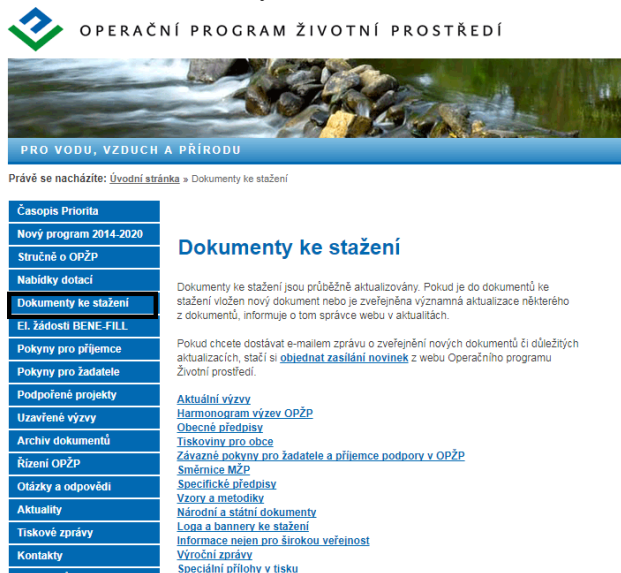 OPERAČNÍ PROGRAM ŽIVOTNÍ PROSTŘEDÍ
PRO VODU, VZDUCH A PŘÍRODU
Právě se nacházíte: Úvodní stránka » Dokumenty ke stažení
Časopis Priorita
Nový program 2014-2020
Stručně o OPŽP
Nabídky dotací
Dokumenty ke stažení
El. žádosti BENE-FILL
Pokyny pro příjemce
Pokyny pro žadatele
Podpořené projekty
Uzavřené výzvy
Archiv dokumentů
Řízení OPŽP
Otázky a odpovědi
Aktuality
Tiskové zprávy
Kontakty
Dokumenty ke stažení
Dokumenty ke stažení jsou průběžně aktualizovány. Pokud je do dokumentů ke
stažení vložen nový dokument nebo je zveřejněna významná aktualizace některého
z dokumentů, informuje o tom správce webu v aktualitách.
Pokud chcete dostávat e-mailem zprávu o zveřejnění nových dokumentů či důležitých
aktualizacích, stačí si objednat zasílání novinek z webu Operačního programu
Životní prostředí.
Aktuální výzvy
Harmonogram výzev OPŽP
Obecné předpisy
Tiskoviny pro obce
Závazné pokyny pro žadatele a příjemce podpory v OPŽP
Směrnice MŽP
Specifické předpisy
Vzory a metodiky
Národní a státní dokumenty
Loga a bannery ke stažení
Informace nejen pro širokou veřejnost
Výroční zprávy
Speciální přílohy v tisku